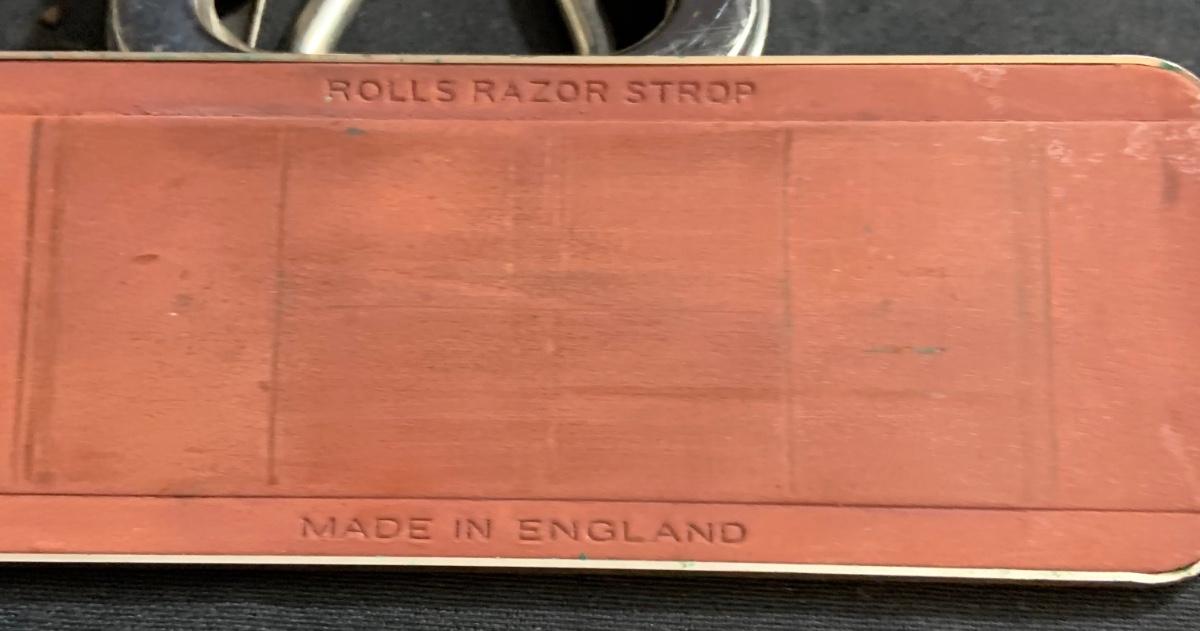 ROLLS RAZOR STROP
MADE IN ENGLAND